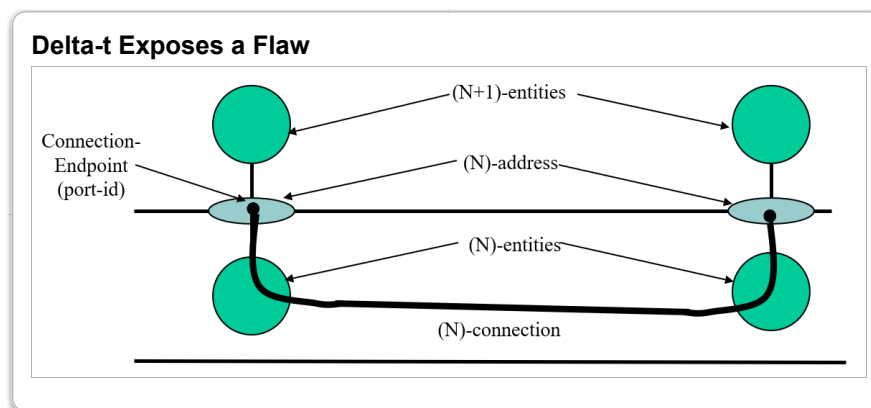 Delta-t Exposes a Flaw
(N+1)-entities
Connection-
Endpoint
(port-id)
(N)-address
(N)-entities
(N)-connection